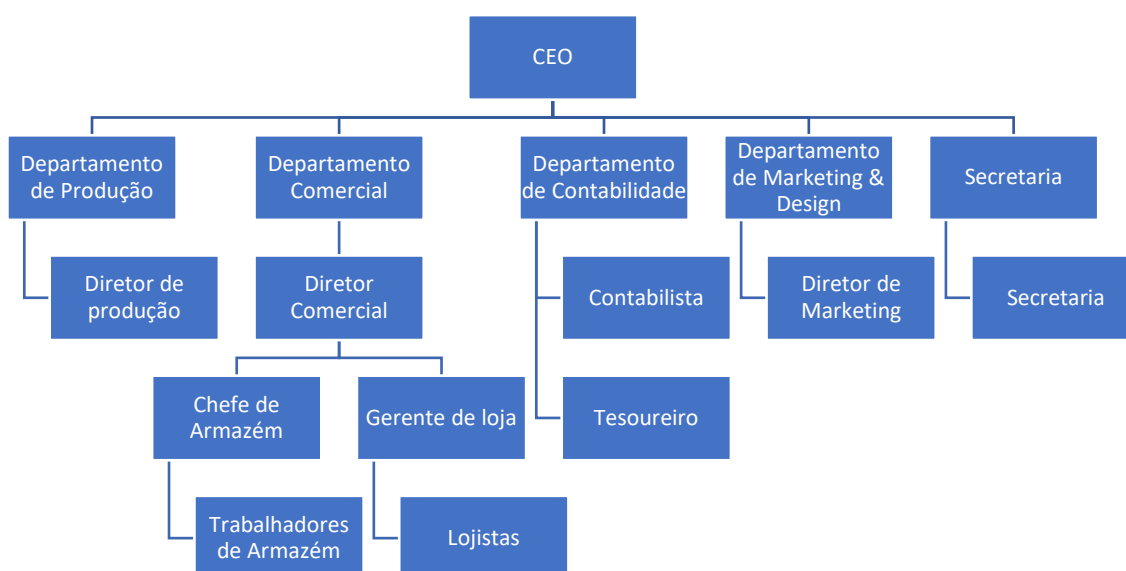 CEO
Departamento
de Produção
Departamento
Comercial
Departamento
de Contabilidade
Departamento
de Marketing &
Design
Secretaria
Diretor de
produção
Diretor
Comercial
Contabilista
Diretor de
Marketing
Secretaria
Chefe de
Armazém
Gerente de loja
Tesoureiro
Trabalhadores
de Armazém
Lojistas